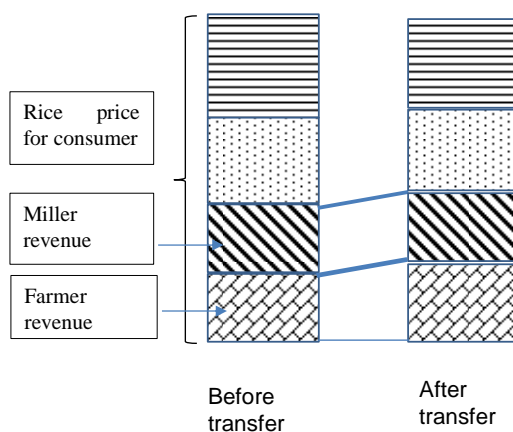 Rice price
for consumer
Miller
revenue
Farmer
revenue
Before
transfer
After
transfer